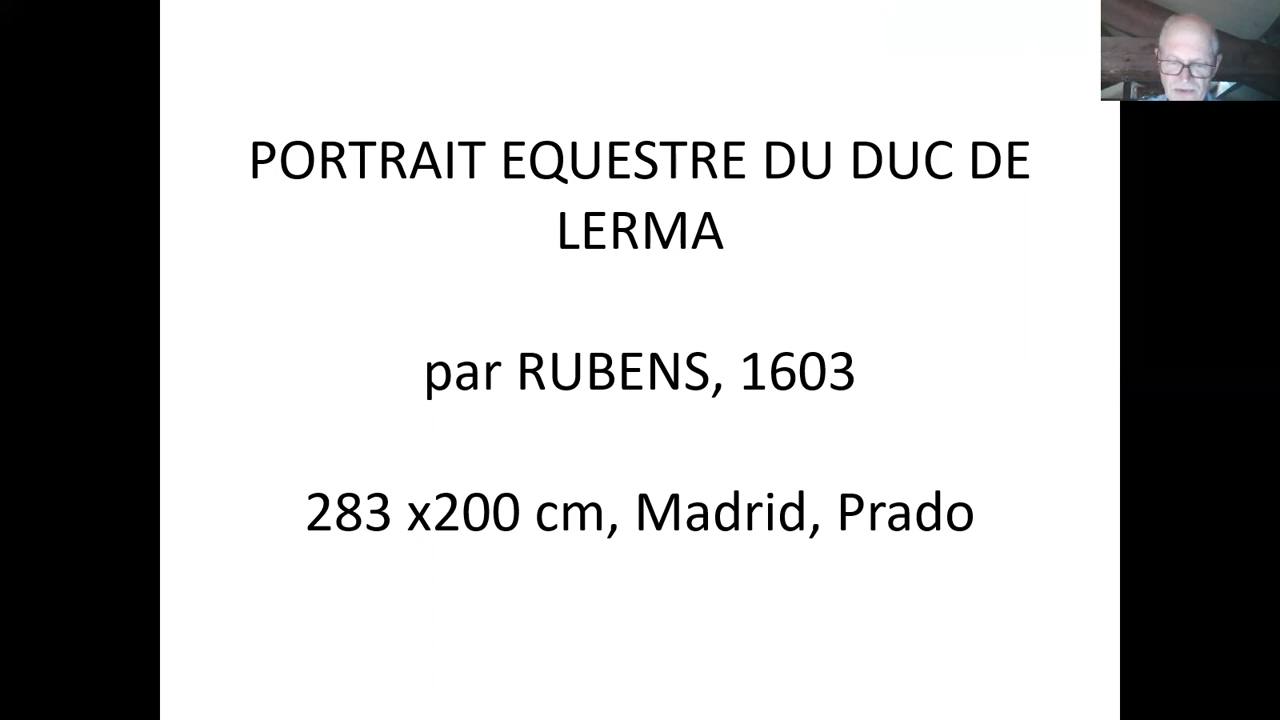 PORTRAIT EQUESTRE DU DUC DE
LERMA
par RUBENS, 1603
283 x200 cm, Madrid, Prado